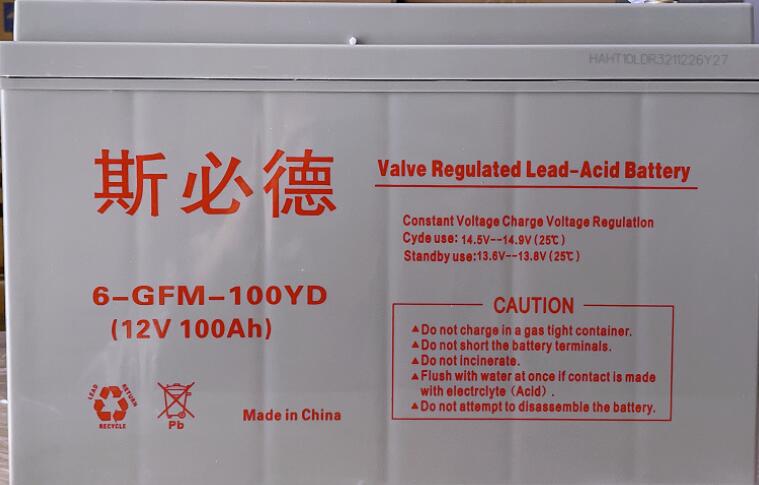 HAHT10LDR3211226Y27
斯必德
Valve Regulated Lead-Acid Battery
Constant Voltage Charge Voltage Regulation
Cyde use: 14.5V--14.9V(25℃)
Standby use:13.6V--13.8V(25℃)
6-GFM-100YD
(12V 100Ah)
CAUTION
▲Do not charge in a gas tight container.
▲Do not short the battery terminals.
▲Do not incinerate.
▲Flush with water at once if contact is made
with electrclyte（Acid）.
▲Do not attempt to disassemble the battery.
LEAD RETURN
RECYCLE
Pb
Made in China